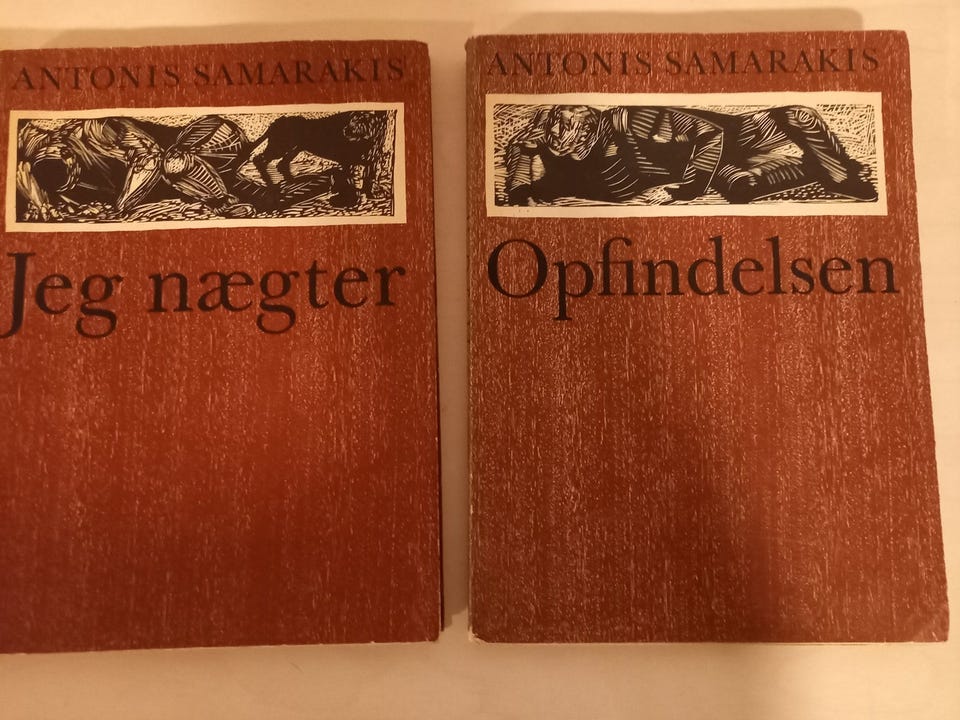 ANTONIS SAMARAKIS
Jeg nægter
ANTONIS SAMARAKIS
Opfindelsen